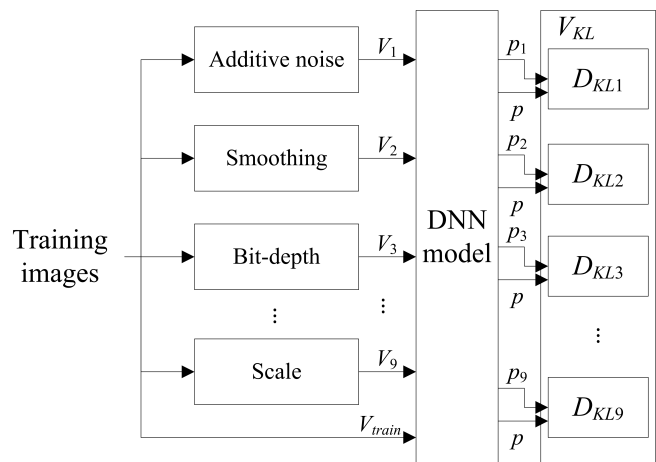 Training
images
Additive noise
Smoothing
Bit-depth
⋮
Scale
V1
V2
V3
⋮
V9
Vtrain
DNN
model
p1
p
p2
p
p3
p
p9
p
VKL
DKL1
DKL2
DKL3
⋮
DKL9